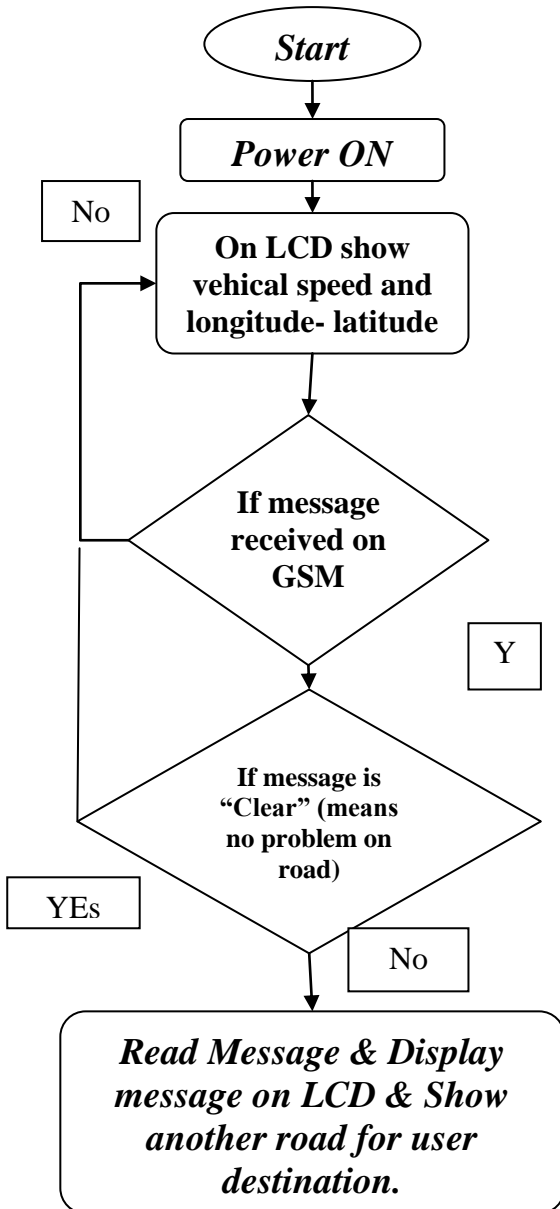 Start
Power ON
No
On LCD show
vehical speed and
longitude- latitude
If message
received on
GSM
Y
If message is
“Clear” (means
no problem on
road)
YEs
No
Read Message & Display
message on LCD & Show
another road for user
destination.